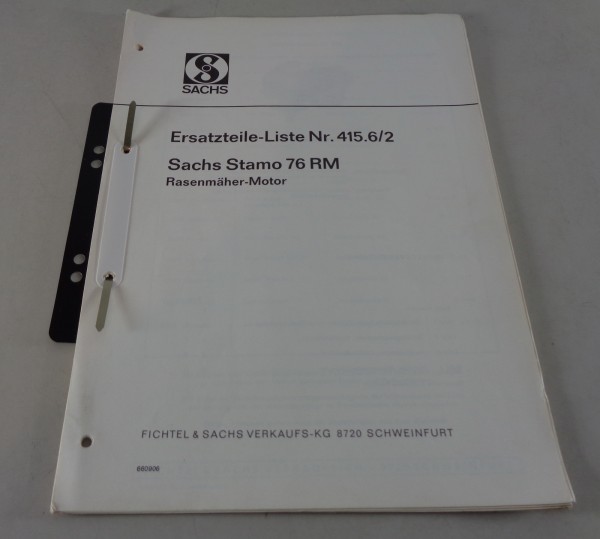 SACHS
Ersatzteile-Liste Nr. 415.6/2
Sachs Stamo 76 RM
Rasenmäher-Motor
FICHTEL & SACHS VERKAUFS-KG 8720 SCHWEINFURT
660906